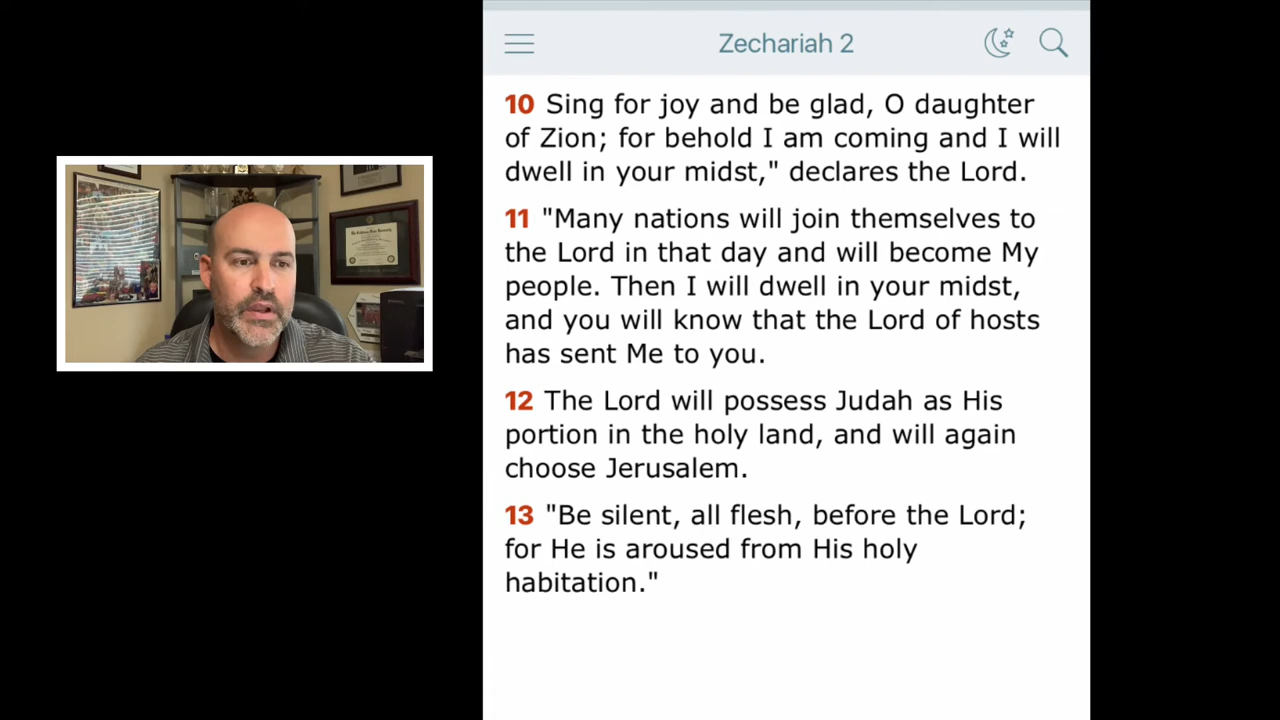 Zechariah 2
10 Sing for joy and be glad, O daughter
of Zion; for behold I am coming and I will
dwell in your midst," declares the Lord.
11 "Many nations will join themselves to
the Lord in that day and will become My
people. Then I will dwell in your midst,
and you will know that the Lord of hosts
has sent Me to you.
12 The Lord will possess Judah as His
portion in the holy land, and will again
choose Jerusalem.
13 "Be silent, all flesh, before the Lord;
for He is aroused from His holy
habitation."